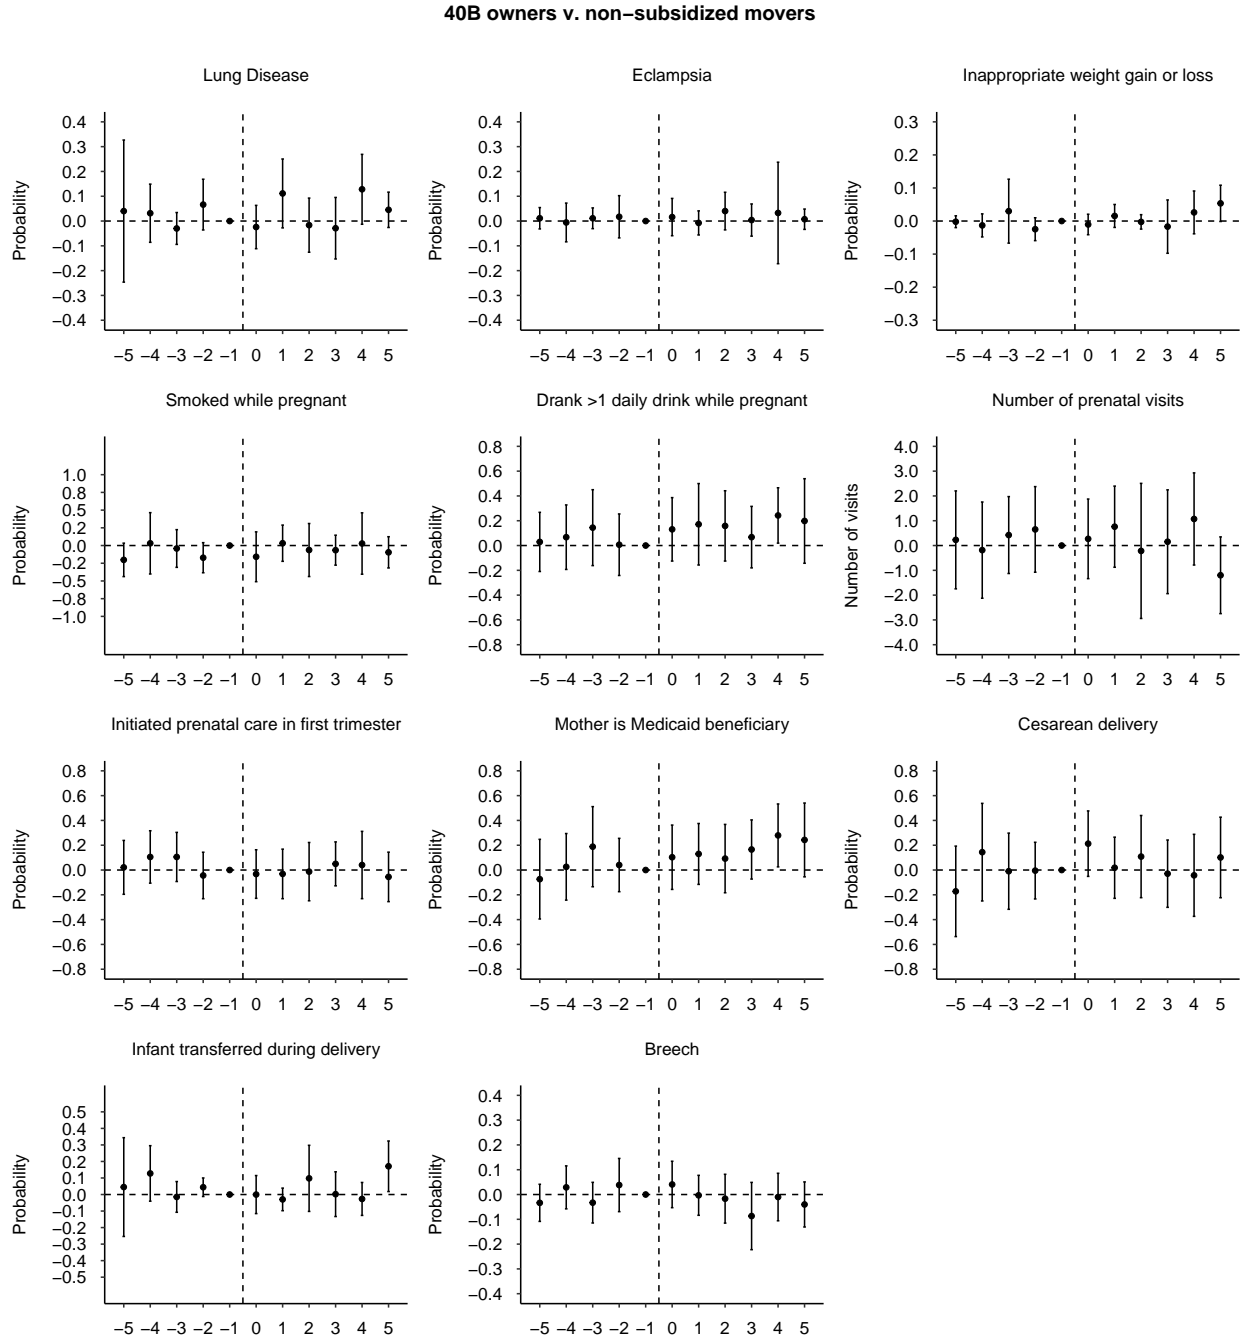 40B owners v. non−subsidized movers
Lung Disease
Probability
0.4
0.3
0.2
0.1
0.0
−0.1
−0.2
−0.3
−0.4
−5 −4 −3 −2 −1 0 1 2 3 4 5
Eclampsia
Probability
0.4
0.3
0.2
0.1
0.0
−0.1
−0.2
−0.3
−0.4
−5 −4 −3 −2 −1 0 1 2 3 4 5
Inappropriate weight gain or loss
Probability
0.3
0.2
0.1
0.0
−0.1
−0.2
−0.3
−5 −4 −3 −2 −1 0 1 2 3 4 5
Smoked while pregnant
Probability
1.0
0.8
0.5
0.2
0.0
−0.2
−0.5
−0.8
−1.0
−5 −4 −3 −2 −1 0 1 2 3 4 5
Drank >1 daily drink while pregnant
Probability
0.8
0.6
0.4
0.2
0.0
−0.2
−0.4
−0.6
−0.8
−5 −4 −3 −2 −1 0 1 2 3 4 5
Number of prenatal visits
Number of visits
4.0
3.0
2.0
1.0
0.0
−1.0
−2.0
−3.0
−4.0
−5 −4 −3 −2 −1 0 1 2 3 4 5
Initiated prenatal care in first trimester
Probability
0.8
0.6
0.4
0.2
0.0
−0.2
−0.4
−0.6
−0.8
−5 −4 −3 −2 −1 0 1 2 3 4 5
Mother is Medicaid beneficiary
Probability
0.8
0.6
0.4
0.2
0.0
−0.2
−0.4
−0.6
−0.8
−5 −4 −3 −2 −1 0 1 2 3 4 5
Cesarean delivery
Probability
0.8
0.6
0.4
0.2
0.0
−0.2
−0.4
−0.6
−0.8
−5 −4 −3 −2 −1 0 1 2 3 4 5
Infant transferred during delivery
Probability
0.5
0.4
0.3
0.2
0.1
0.0
−0.1
−0.2
−0.3
−0.4
−0.5
−5 −4 −3 −2 −1 0 1 2 3 4 5
Breech
Probability
0.4
0.3
0.2
0.1
0.0
−0.1
−0.2
−0.3
−0.4
−5 −4 −3 −2 −1 0 1 2 3 4 5